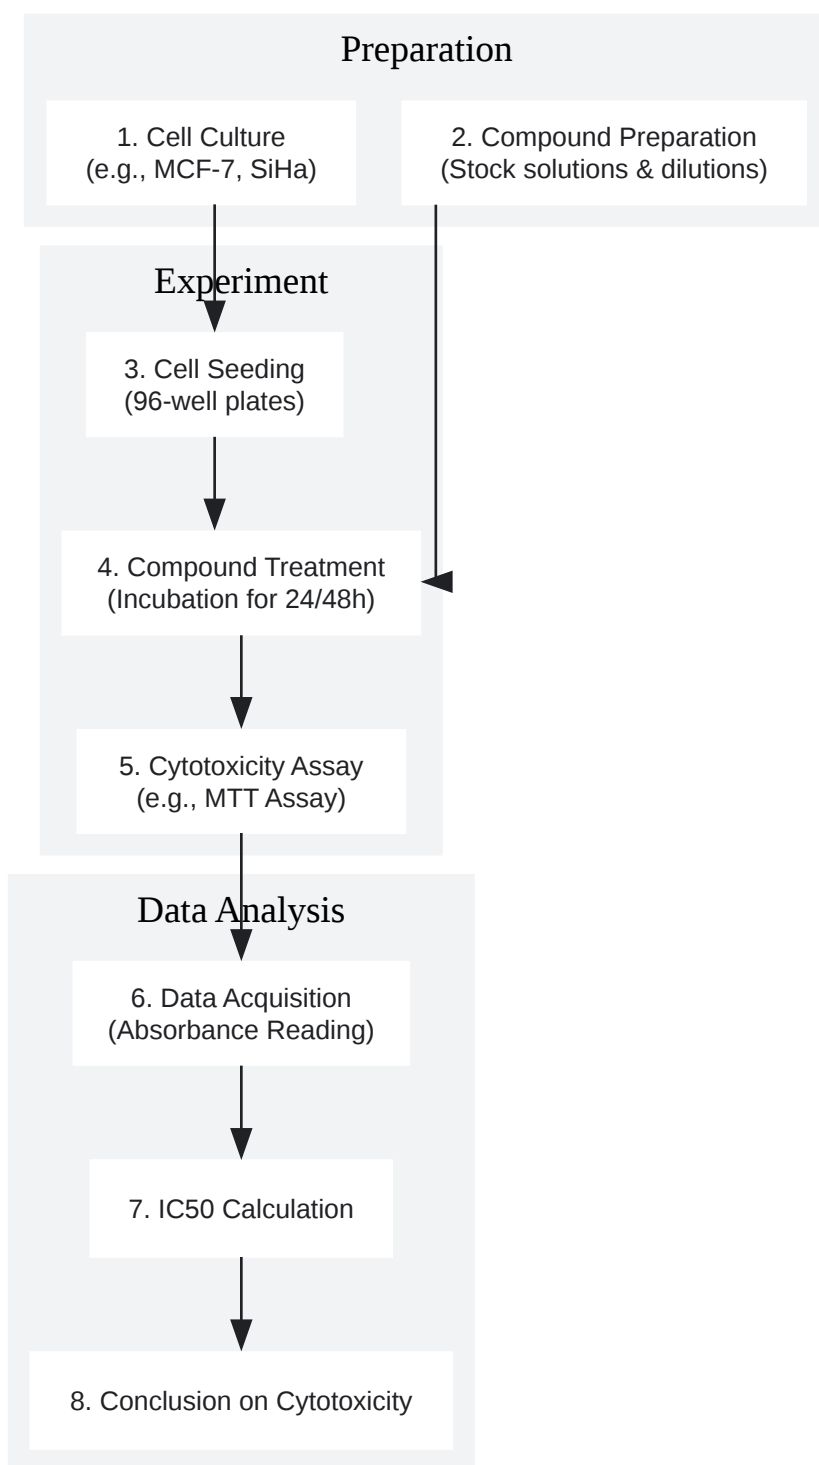 Preparation
1. Cell Culture
(e.g., MCF-7, SiHa)
2. Compound Preparation
(Stock solutions & dilutions)
Experiment
3. Cell Seeding
(96-well plates)
4. Compound Treatment
(Incubation for 24/48h)
5. Cytotoxicity Assay
(e.g., MTT Assay)
Data Analysis
6. Data Acquisition
(Absorbance Reading)
7. IC50 Calculation
8. Conclusion on Cytotoxicity